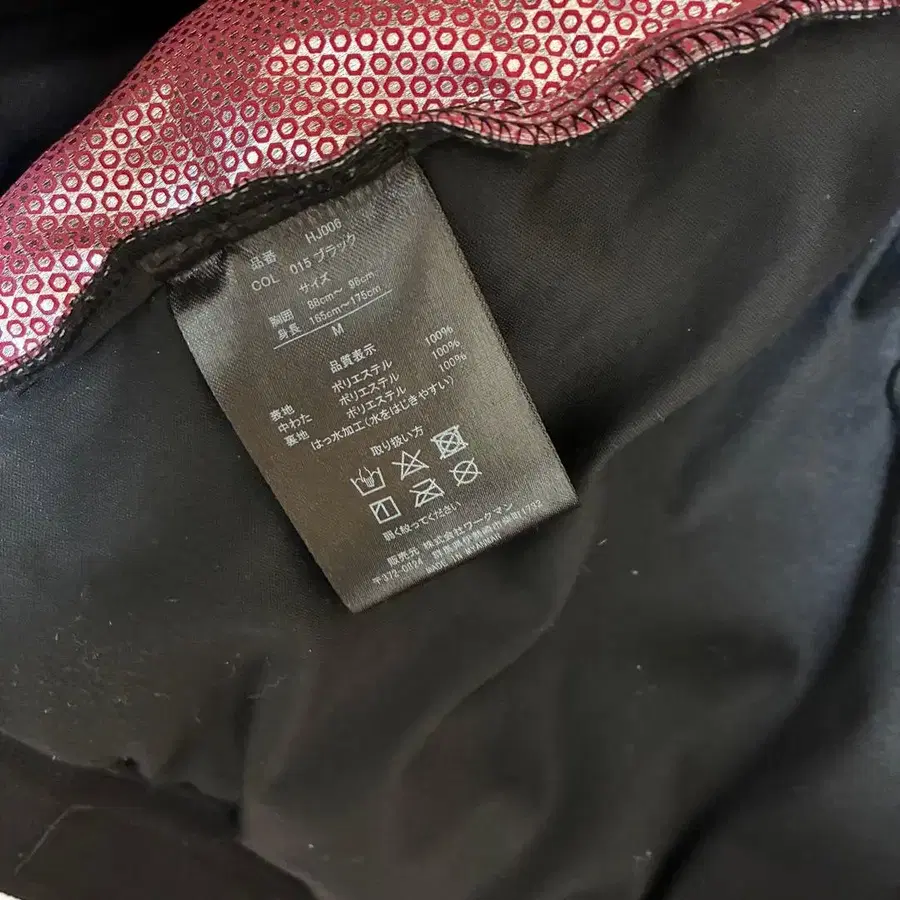 品番 HJ006
COL 015 ブラック
サイズ
胸囲 88cm～ 96cm
身長 165cm～175cm
M
品質表示
表地 ポリエステル 100%
中わた ポリエステル 100%
裏地 ポリエステル 100%
はっ水加工(水をはじきやすい)
取り扱い方
弱く絞ってください
販売元 株式会社ワークマン
〒372-0824
MADE IN MYANMAR